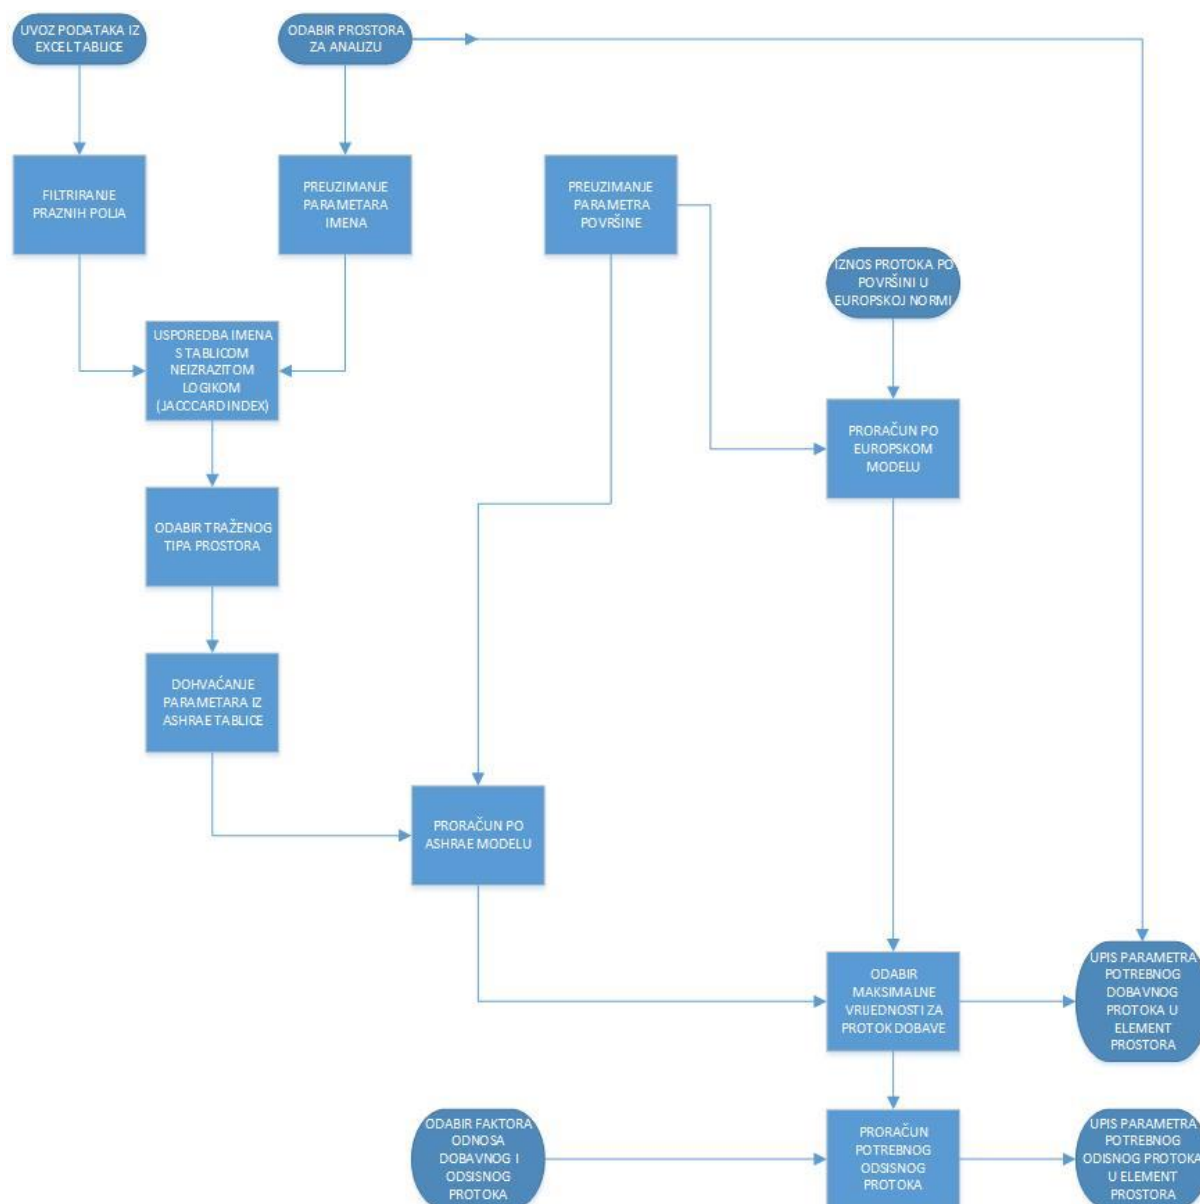 UVOZ PODATAKA IZ
EXCEL TABLICE
ODABIR PROSTORA
ZA ANALIZU
FILTRIRANJE
PRAZNIH POLJA
PREUZIMANJE
PARAMETARA
IMENA
PREUZIMANJE
PARAMETRA
POVRŠINE
IZNOS PROTOKA PO
POVRŠINI U
EUROPSKOJ NORMI
USPOREDBA IMENA
S TABLICOM
NEIZRAZITOM
LOGIKOM
(JACCCARD INDEX)
PRORAČUN PO
EUROPSKOM
MODELU
ODABIR TRAŽENOG
TIPA PROSTORA
DOHVAĆANJE
PARAMETARA IZ
ASHRAE TABLICE
PRORAČUN PO
ASHRAE MODELU
ODABIR
MAKSIMALNE
VRIJEDNOSTI ZA
PROTOK DOBAVE
UPIS PARAMETRA
POTREBNOG
DOBAVNOG
PROTOKA U
ELEMENT
PROSTORA
ODABIR FAKTORA
ODNOSA
DOBAVNOG I
ODSISNOG
PROTOKA
PRORAČUN
POTREBNOG
ODSISNOG
PROTOKA
UPIS PARAMETRA
POTREBNOG
ODISNOG PROTOKA
U ELEMENT
PROSTORA